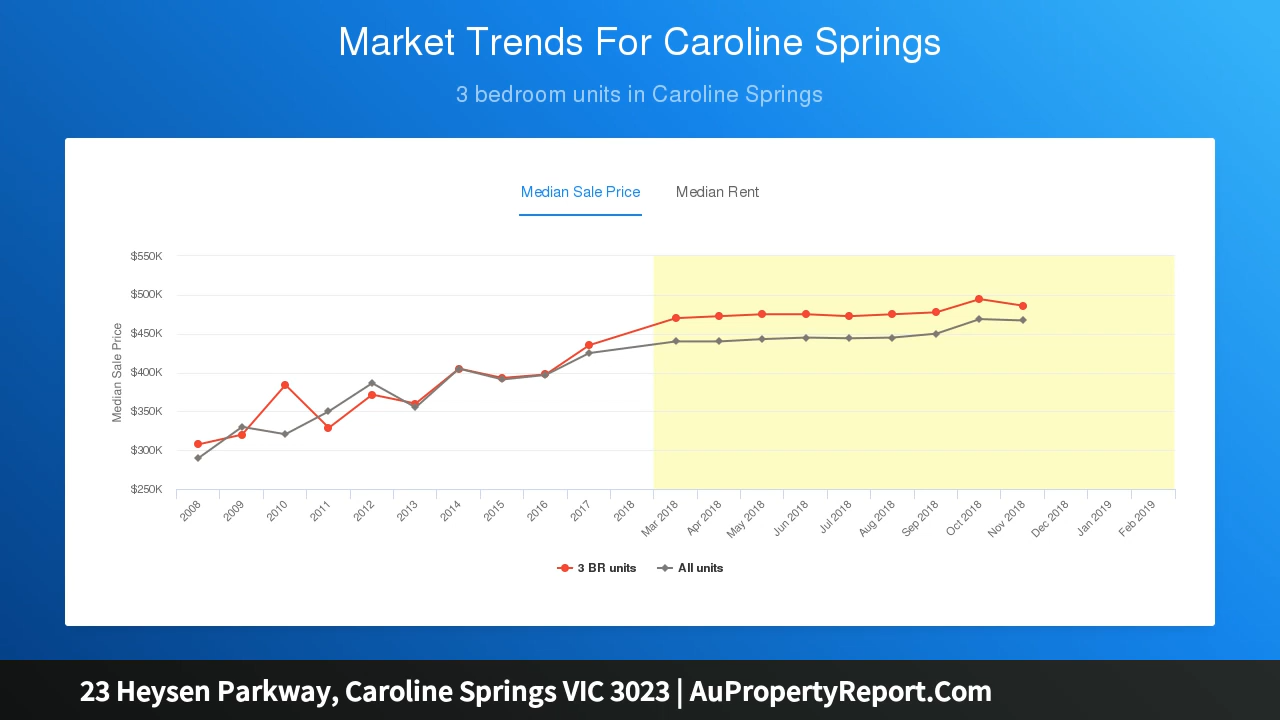 Market Trends For Caroline Springs
3 bedroom units in Caroline Springs
Median Sale Price Median Rent
$550K
$500K
$450K
$400K
$350K
$300K
$250K
Median Sale Price
2008 2009 2010 2011 2012 2013 2014 2015 2016 2017 2018 Mar 2018 Apr 2018 May 2018 Jun 2018 Jul 2018 Aug 2018 Sep 2018 Oct 2018 Nov 2018 Dec 2018 Jan 2019 Feb 2019
3 BR units All units
23 Heysen Parkway, Caroline Springs VIC 3023 | AuPropertyReport.Com